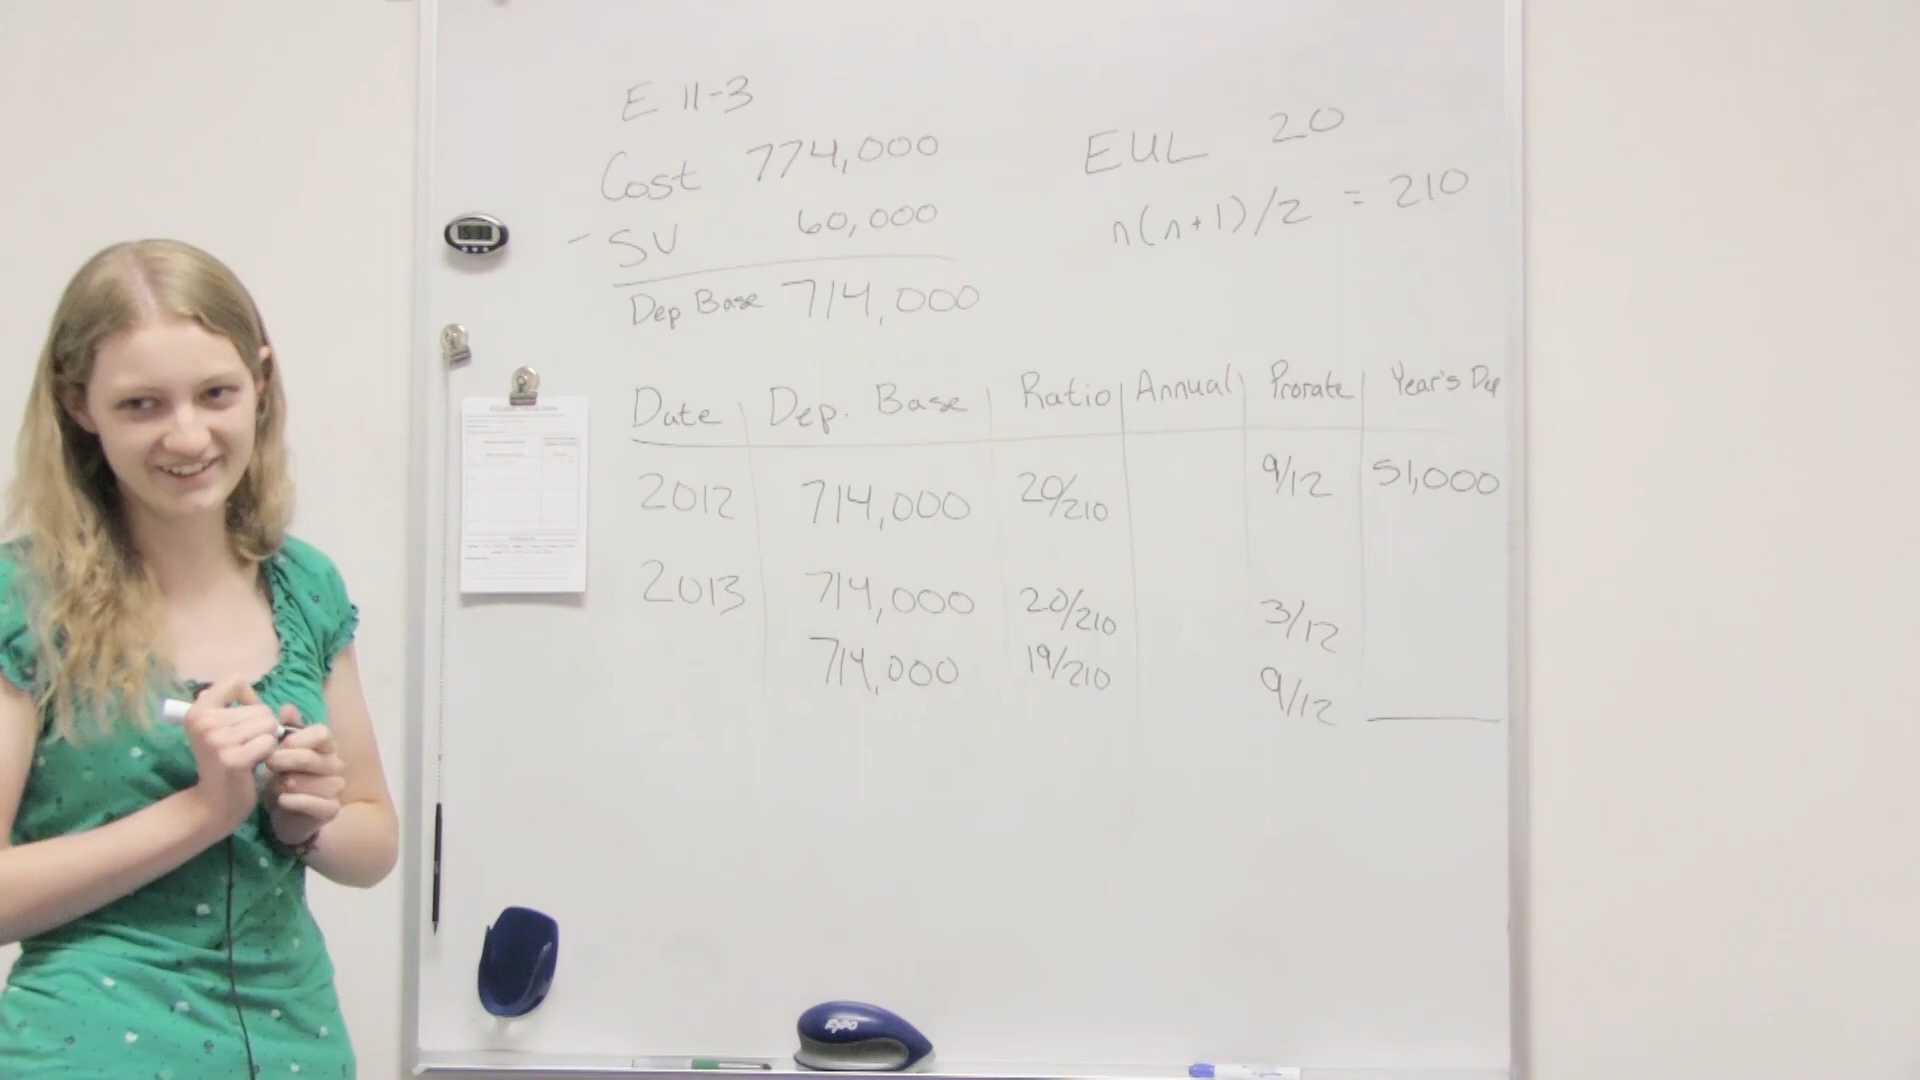 E 11-3
Cost 774,000
- SV 60,000
Dep Base 714,000
EUL 20
n(n+1)/2 = 210
Date Dep. Base Ratio Annual Prorate Year's Dep
2012 714,000 20/210 9/12 51,000
2013 714,000 20/210 3/12
714,000 19/210 9/12
EXPO